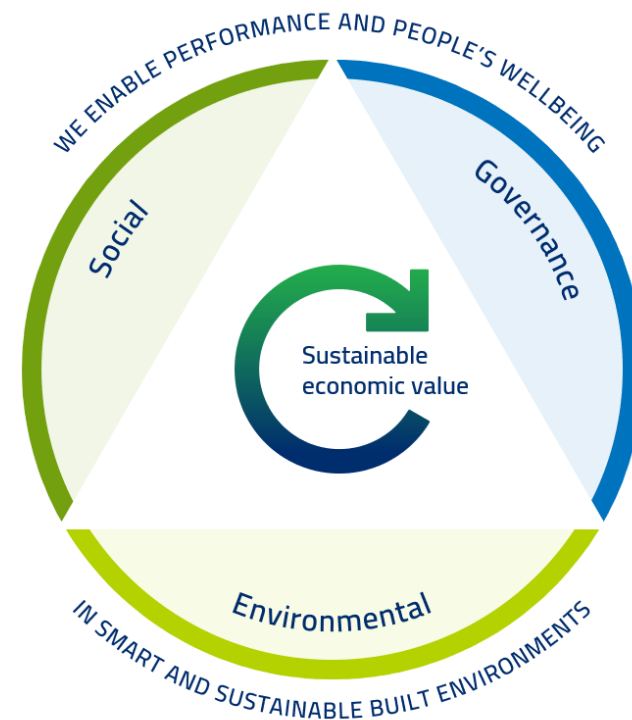 WE ENABLE PERFORMANCE AND PEOPLE'S WELLBEING
Social
Governance
Sustainable
economic value
Environmental
IN SMART AND SUSTAINABLE BUILT ENVIRONMENTS